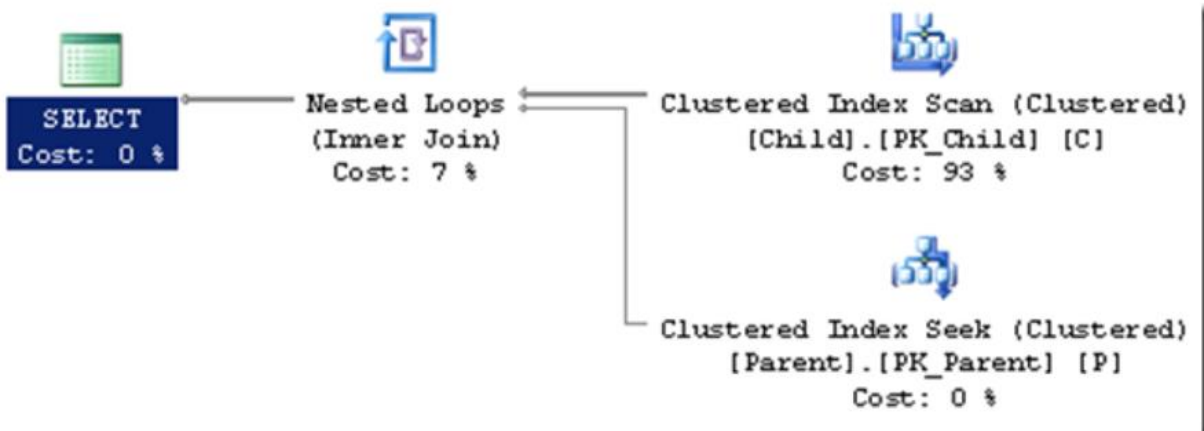 SELECT
Cost: 0 %
Nested Loops
(Inner Join)
Cost: 7 %
Clustered Index Scan (Clustered)
[Child].[PK_Child] [C]
Cost: 93 %
Clustered Index Seek (Clustered)
[Parent].[PK_Parent] [P]
Cost: 0 %